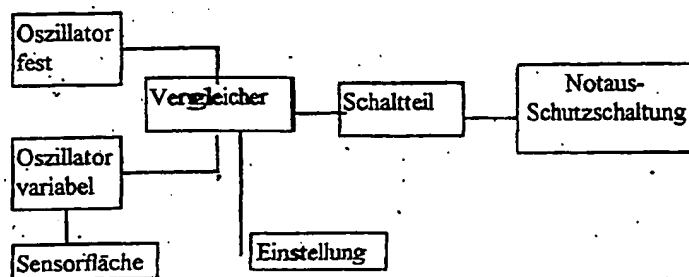 Oszillator
fest
Vergleicher
Schaltteil
Notaus-
Schutzschaltung
Oszillator
variabel
Sensorfläche
Einstellung